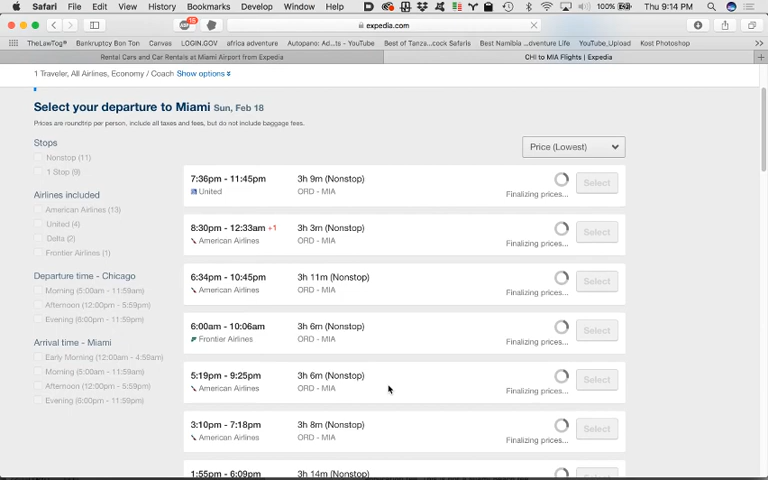 Safari File Edit View History Bookmarks Develop Window Help 100% Thu 9:14 PM
expedia.com
TheLawTog® Bankruptcy Bon Ton Canvas LOGIN.GOV africa adventure Autopano: Ad...ts - YouTube Best of Tanza...cock Safaris Best Namibia ...dventure Life YouTube_Upload Kost Photoshop
Rental Cars and Car Rentals at Miami Airport from Expedia
CHI to MIA Flights | Expedia
1 Traveler, All Airlines, Economy / Coach Show options
Select your departure to Miami Sun, Feb 18
Prices are roundtrip per person, include all taxes and fees, but do not include baggage fees.
Price (Lowest)
Stops
Nonstop (11)
1 Stop (9)
Airlines included
American Airlines (13)
United (4)
Delta (2)
Frontier Airlines (1)
Departure time - Chicago
Morning (5:00am - 11:59am)
Afternoon (12:00pm - 5:59pm)
Evening (6:00pm - 11:59pm)
Arrival time - Miami
Early Morning (12:00am - 4:59am)
Morning (5:00am - 11:59am)
Afternoon (12:00pm - 5:59pm)
Evening (6:00pm - 11:59pm)
7:36pm - 11:45pm 3h 9m (Nonstop)
United ORD - MIA Finalizing prices... Select
8:30pm - 12:33am +1 3h 3m (Nonstop)
American Airlines ORD - MIA Finalizing prices... Select
6:34pm - 10:45pm 3h 11m (Nonstop)
American Airlines ORD - MIA Finalizing prices... Select
6:00am - 10:06am 3h 6m (Nonstop)
Frontier Airlines ORD - MIA Finalizing prices... Select
5:19pm - 9:25pm 3h 6m (Nonstop)
American Airlines ORD - MIA Finalizing prices... Select
3:10pm - 7:18pm 3h 8m (Nonstop)
American Airlines ORD - MIA Finalizing prices... Select
1:55pm - 6:09pm 3h 14m (Nonstop)